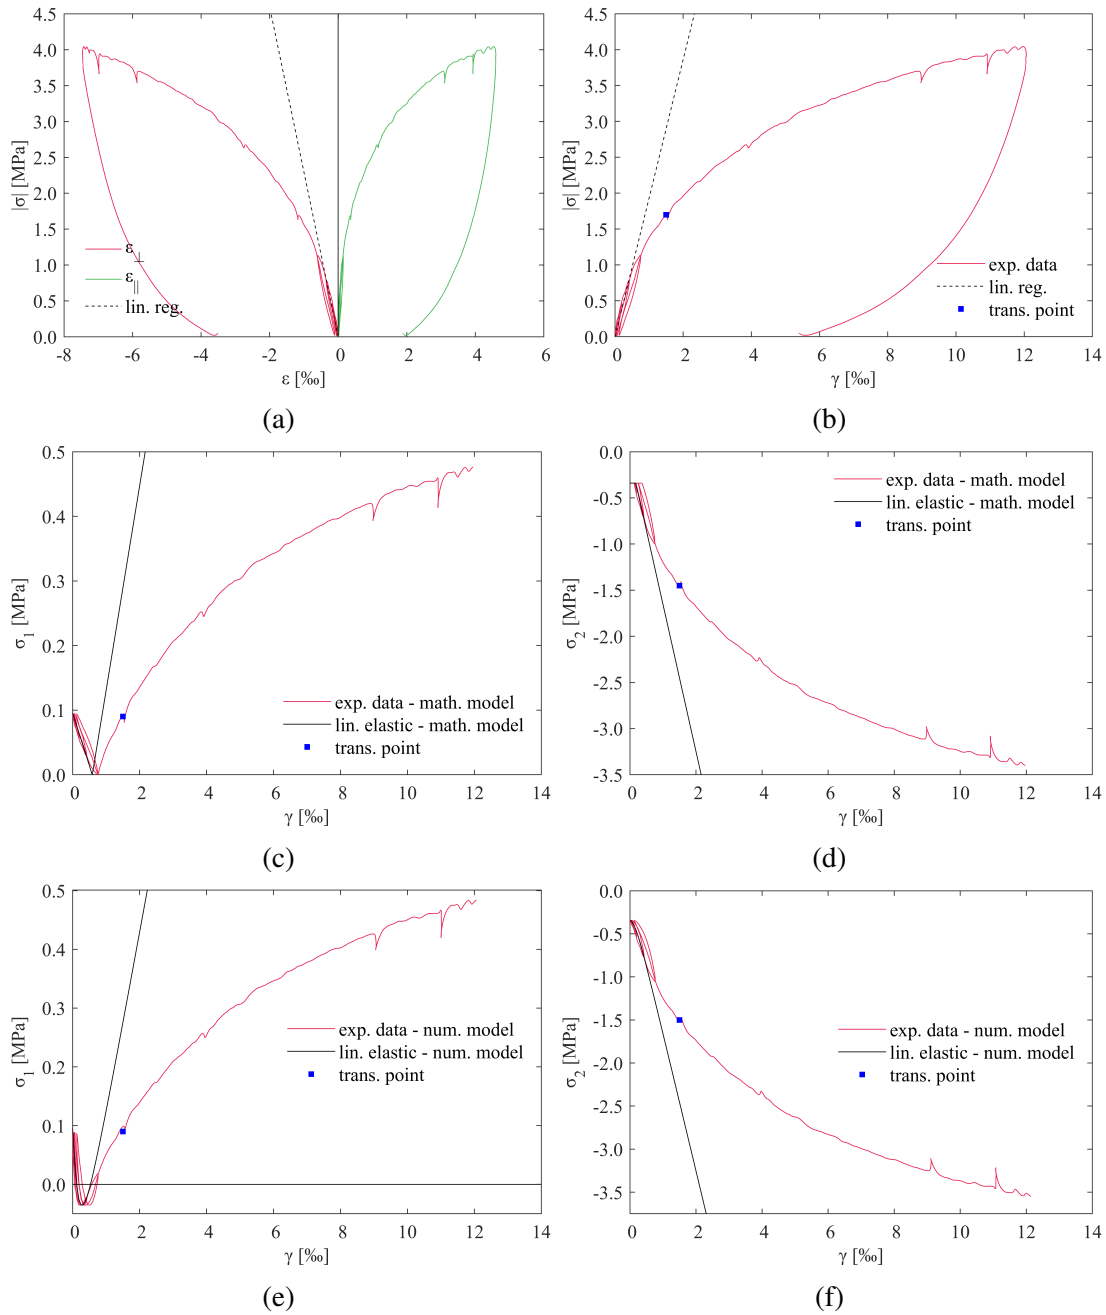 4.5
4.0
3.5
3.0
2.5
2.0
1.5
1.0
0.5
0.0
|σ| [MPa]
ε⊥
ε||
lin. reg.
-8 -6 -4 -2 0 2 4 6
ε [‰]
(a)
4.5
4.0
3.5
3.0
2.5
2.0
1.5
1.0
0.5
0.0
|σ| [MPa]
exp. data
lin. reg.
trans. point
0 2 4 6 8 10 12 14
γ [‰]
(b)
0.5
0.4
0.3
0.2
0.1
0.0
σ1 [MPa]
exp. data - math. model
lin. elastic - math. model
trans. point
0 2 4 6 8 10 12 14
γ [‰]
(c)
0.0
-0.5
-1.0
-1.5
-2.0
-2.5
-3.0
-3.5
σ2 [MPa]
exp. data - math. model
lin. elastic - math. model
trans. point
0 2 4 6 8 10 12 14
γ [‰]
(d)
0.5
0.4
0.3
0.2
0.1
0.0
σ1 [MPa]
exp. data - num. model
lin. elastic - num. model
trans. point
0 2 4 6 8 10 12 14
γ [‰]
(e)
0.0
-0.5
-1.0
-1.5
-2.0
-2.5
-3.0
-3.5
σ2 [MPa]
exp. data - num. model
lin. elastic - num. model
trans. point
0 2 4 6 8 10 12 14
γ [‰]
(f)